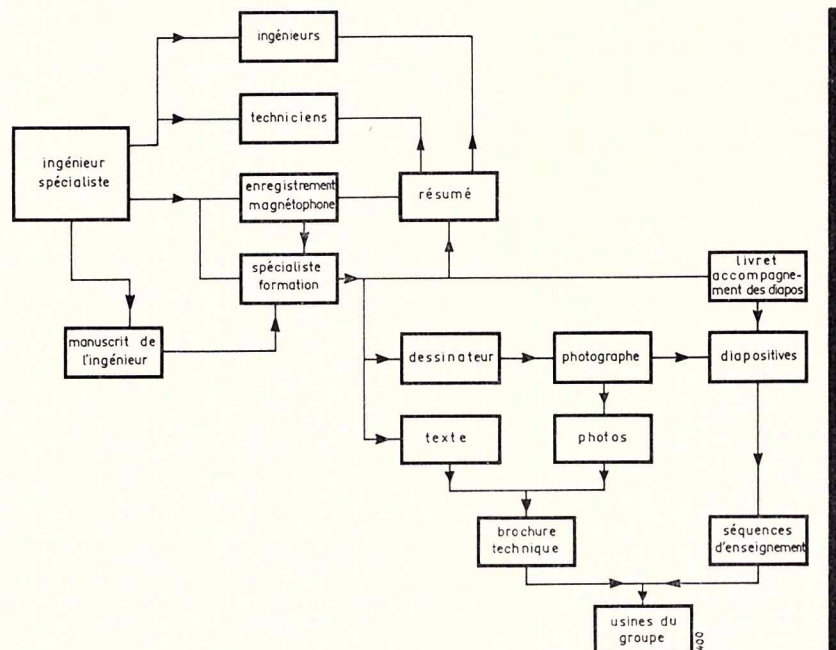 ingénieurs
techniciens
ingénieur
spécialiste
enregistrement
magnétophone
résumé
spécialiste
formation
livret
accompagne-
ment des diapos
manuscrit de
l'ingénieur
dessinateur
photographe
diapositives
texte
photos
brochure
technique
séquences
d'enseignement
usines du
groupe
400